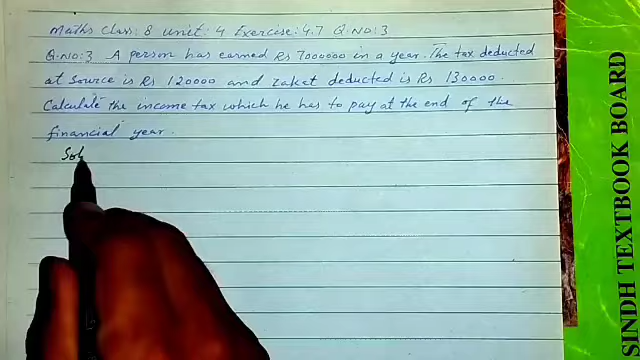 Maths Class: 8 unit: 4 Exercise: 4.7 Q.NO: 3
Q.NO:3 A person has earned Rs 7000000 in a year. The tax deducted
at source is Rs 120000 and zakat deducted is Rs 130000.
Calculate the income tax which he has to pay at the end of the
financial year.
Sol
SINDH TEXTBOOK BOARD